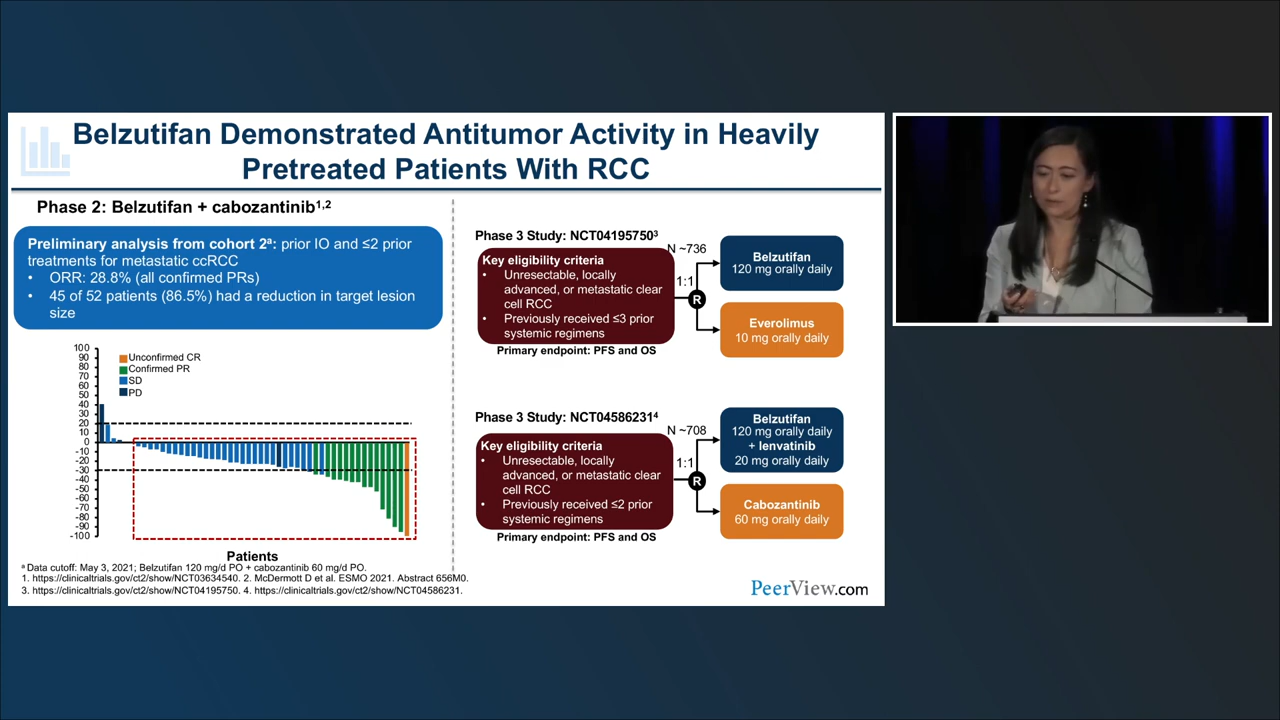 Belzutifan Demonstrated Antitumor Activity in Heavily
Pretreated Patients With RCC
Phase 2: Belzutifan + cabozantinib1,2
Preliminary analysis from cohort 2a: prior IO and ≤2 prior
treatments for metastatic ccRCC
• ORR: 28.8% (all confirmed PRs)
• 45 of 52 patients (86.5%) had a reduction in target lesion
size
100
90
80
70
60
50
40
30
20
10
0
-10
-20
-30
-40
-50
-60
-70
-80
-90
-100
Unconfirmed CR
Confirmed PR
SD
PD
Patients
a Data cutoff: May 3, 2021; Belzutifan 120 mg/d PO + cabozantinib 60 mg/d PO.
1. https://clinicaltrials.gov/ct2/show/NCT03634540. 2. McDermott D et al. ESMO 2021. Abstract 656M0.
3. https://clinicaltrials.gov/ct2/show/NCT04195750. 4. https://clinicaltrials.gov/ct2/show/NCT04586231.
Phase 3 Study: NCT041957503
Key eligibility criteria
• Unresectable, locally
advanced, or metastatic clear
cell RCC
• Previously received ≤3 prior
systemic regimens
Primary endpoint: PFS and OS
N ~736
1:1
R
Belzutifan
120 mg orally daily
Everolimus
10 mg orally daily
Phase 3 Study: NCT045862314
Key eligibility criteria
• Unresectable, locally
advanced, or metastatic clear
cell RCC
• Previously received ≤2 prior
systemic regimens
Primary endpoint: PFS and OS
N ~708
1:1
R
Belzutifan
120 mg orally daily
+ lenvatinib
20 mg orally daily
Cabozantinib
60 mg orally daily
PeerView.com